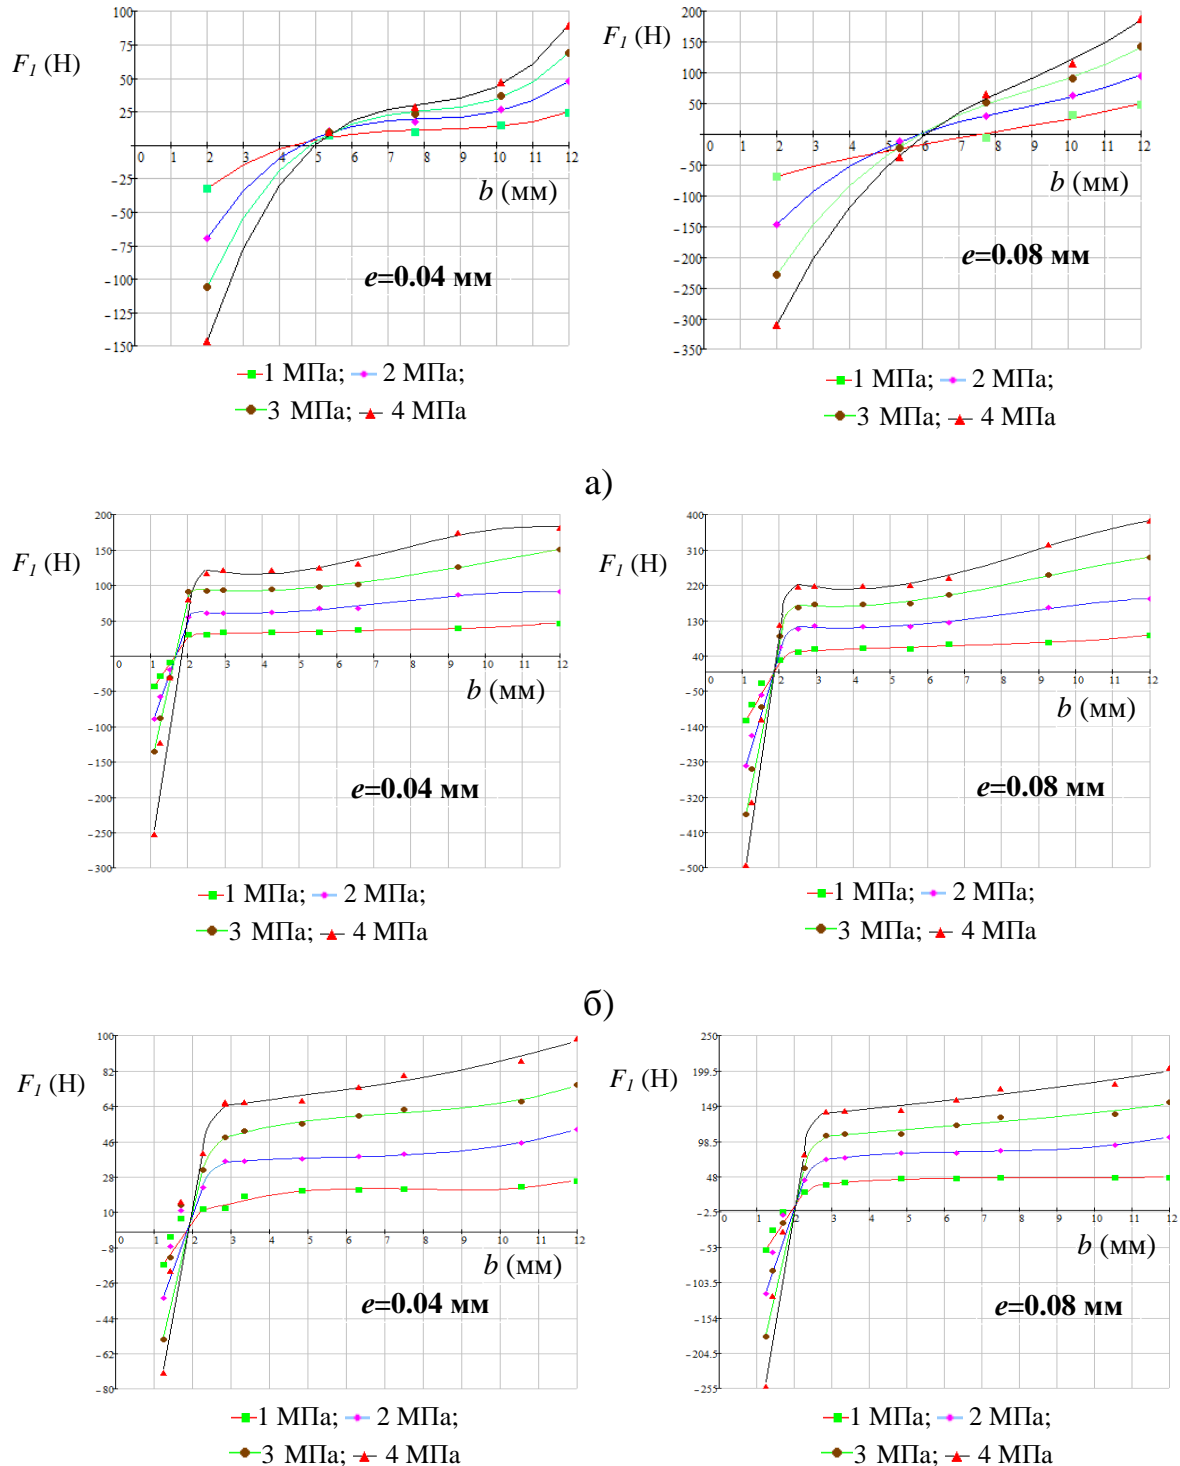 100
75
50
25
-25
-50
-75
-100
-125
-150
0 1 2 3 4 5 6 7 8 9 10 11 12
F1 (Н)
b (мм)
e=0.04 мм
1 МПа; 2 МПа;
3 МПа; 4 МПа
200
150
100
50
-50
-100
-150
-200
-250
-300
-350
0 1 2 3 4 5 6 7 8 9 10 11 12
F1 (Н)
b (мм)
e=0.08 мм
1 МПа; 2 МПа;
3 МПа; 4 МПа
а)
200
150
100
50
-50
-100
-150
-200
-250
-300
0 1 2 3 4 5 6 7 8 9 10 11 12
F1 (Н)
b (мм)
e=0.04 мм
1 МПа; 2 МПа;
3 МПа; 4 МПа
400
310
220
130
40
-50
-140
-230
-320
-410
-500
0 1 2 3 4 5 6 7 8 9 10 11 12
F1 (Н)
b (мм)
e=0.08 мм
1 МПа; 2 МПа;
3 МПа; 4 МПа
б)
100
82
64
46
28
10
-8
-26
-44
-62
-80
0 1 2 3 4 5 6 7 8 9 10 11 12
F1 (Н)
b (мм)
e=0.04 мм
1 МПа; 2 МПа;
3 МПа; 4 МПа
250
199.5
149
98.5
48
-2.5
-53
-103.5
-154
-204.5
-255
0 1 2 3 4 5 6 7 8 9 10 11 12
F1 (Н)
b (мм)
e=0.08 мм
1 МПа; 2 МПа;
3 МПа; 4 МПа